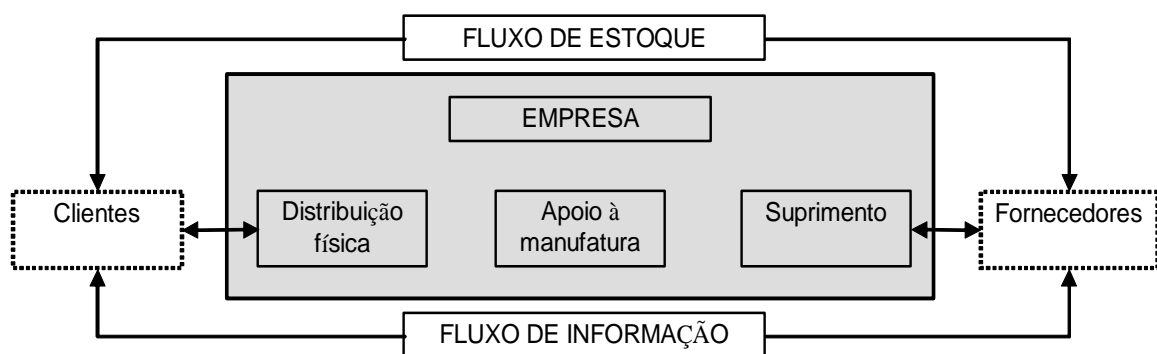 FLUXO DE ESTOQUE
EMPRESA
Clientes
Distribuição
física
Apoio à
manufatura
Suprimento
Fornecedores
FLUXO DE INFORMAÇÃO